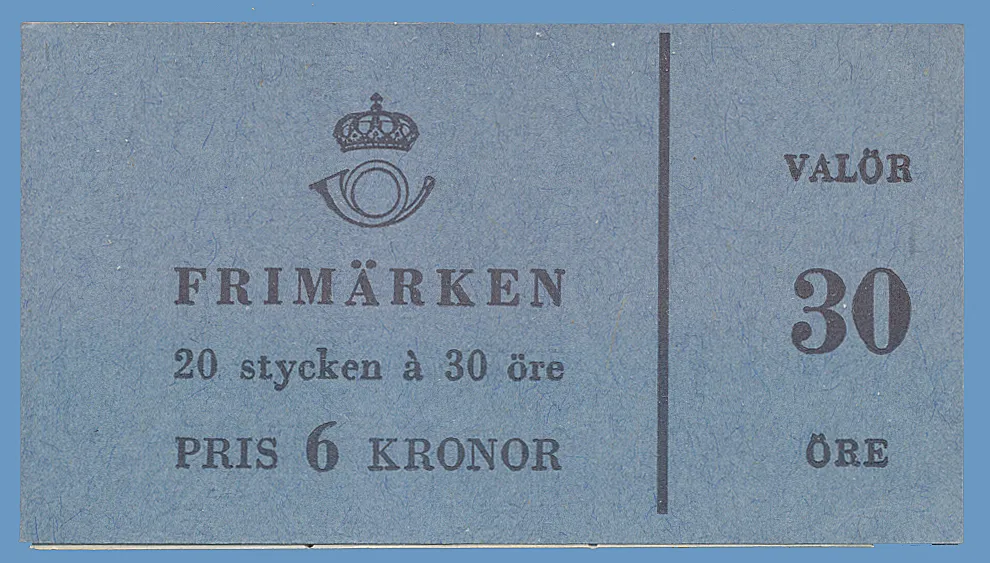 FRIMÄRKEN
20 stycken à 30 öre
PRIS 6 KRONOR
VALÖR
30
ÖRE